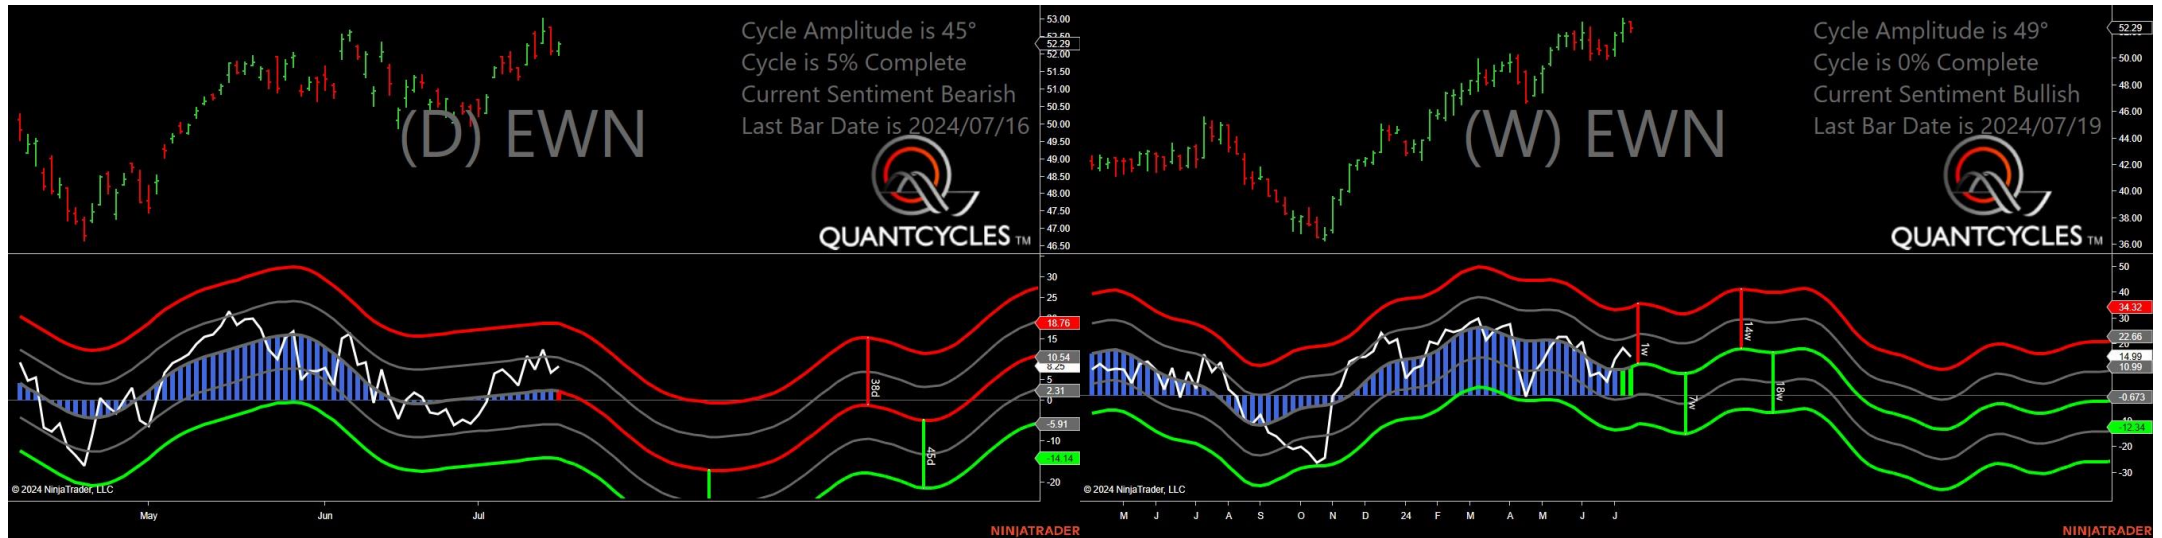 Cycle Amplitude is 45°
Cycle is 5% Complete
Current Sentiment Bearish
Last Bar Date is 2024/07/16
(D) EWN
QUANTCYCLES TM
53.00
52.50
52.29
52.00
51.50
51.00
50.50
50.00
49.50
49.00
48.50
48.00
47.50
47.00
46.50
30
25
18.76
15
10.54
8.25
5
2.31
0
-5.91
-10
-14.14
-20
38d
45d
© 2024 NinjaTrader, LLC
May Jun Jul
NINJATRADER
Cycle Amplitude is 49°
Cycle is 0% Complete
Current Sentiment Bullish
Last Bar Date is 2024/07/19
(W) EWN
QUANTCYCLES TM
52.29
50.00
48.00
46.00
44.00
42.00
40.00
38.00
36.00
50
40
34.32
30
22.66
20
14.99
10.99
-0.673
-10
-12.34
-20
-30
1w
14w
7w
18w
© 2024 NinjaTrader, LLC
M J J A S O N D 24 F M A M J J
NINJATRADER